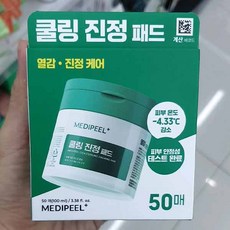 쿨링 진정 패드
열감・진정 케어
피부 온도
-4.33℃
감소
피부 안정성
테스트 완료
MEDIPEEL+
쿨링 진정 패드
50매
MEDIPEEL+